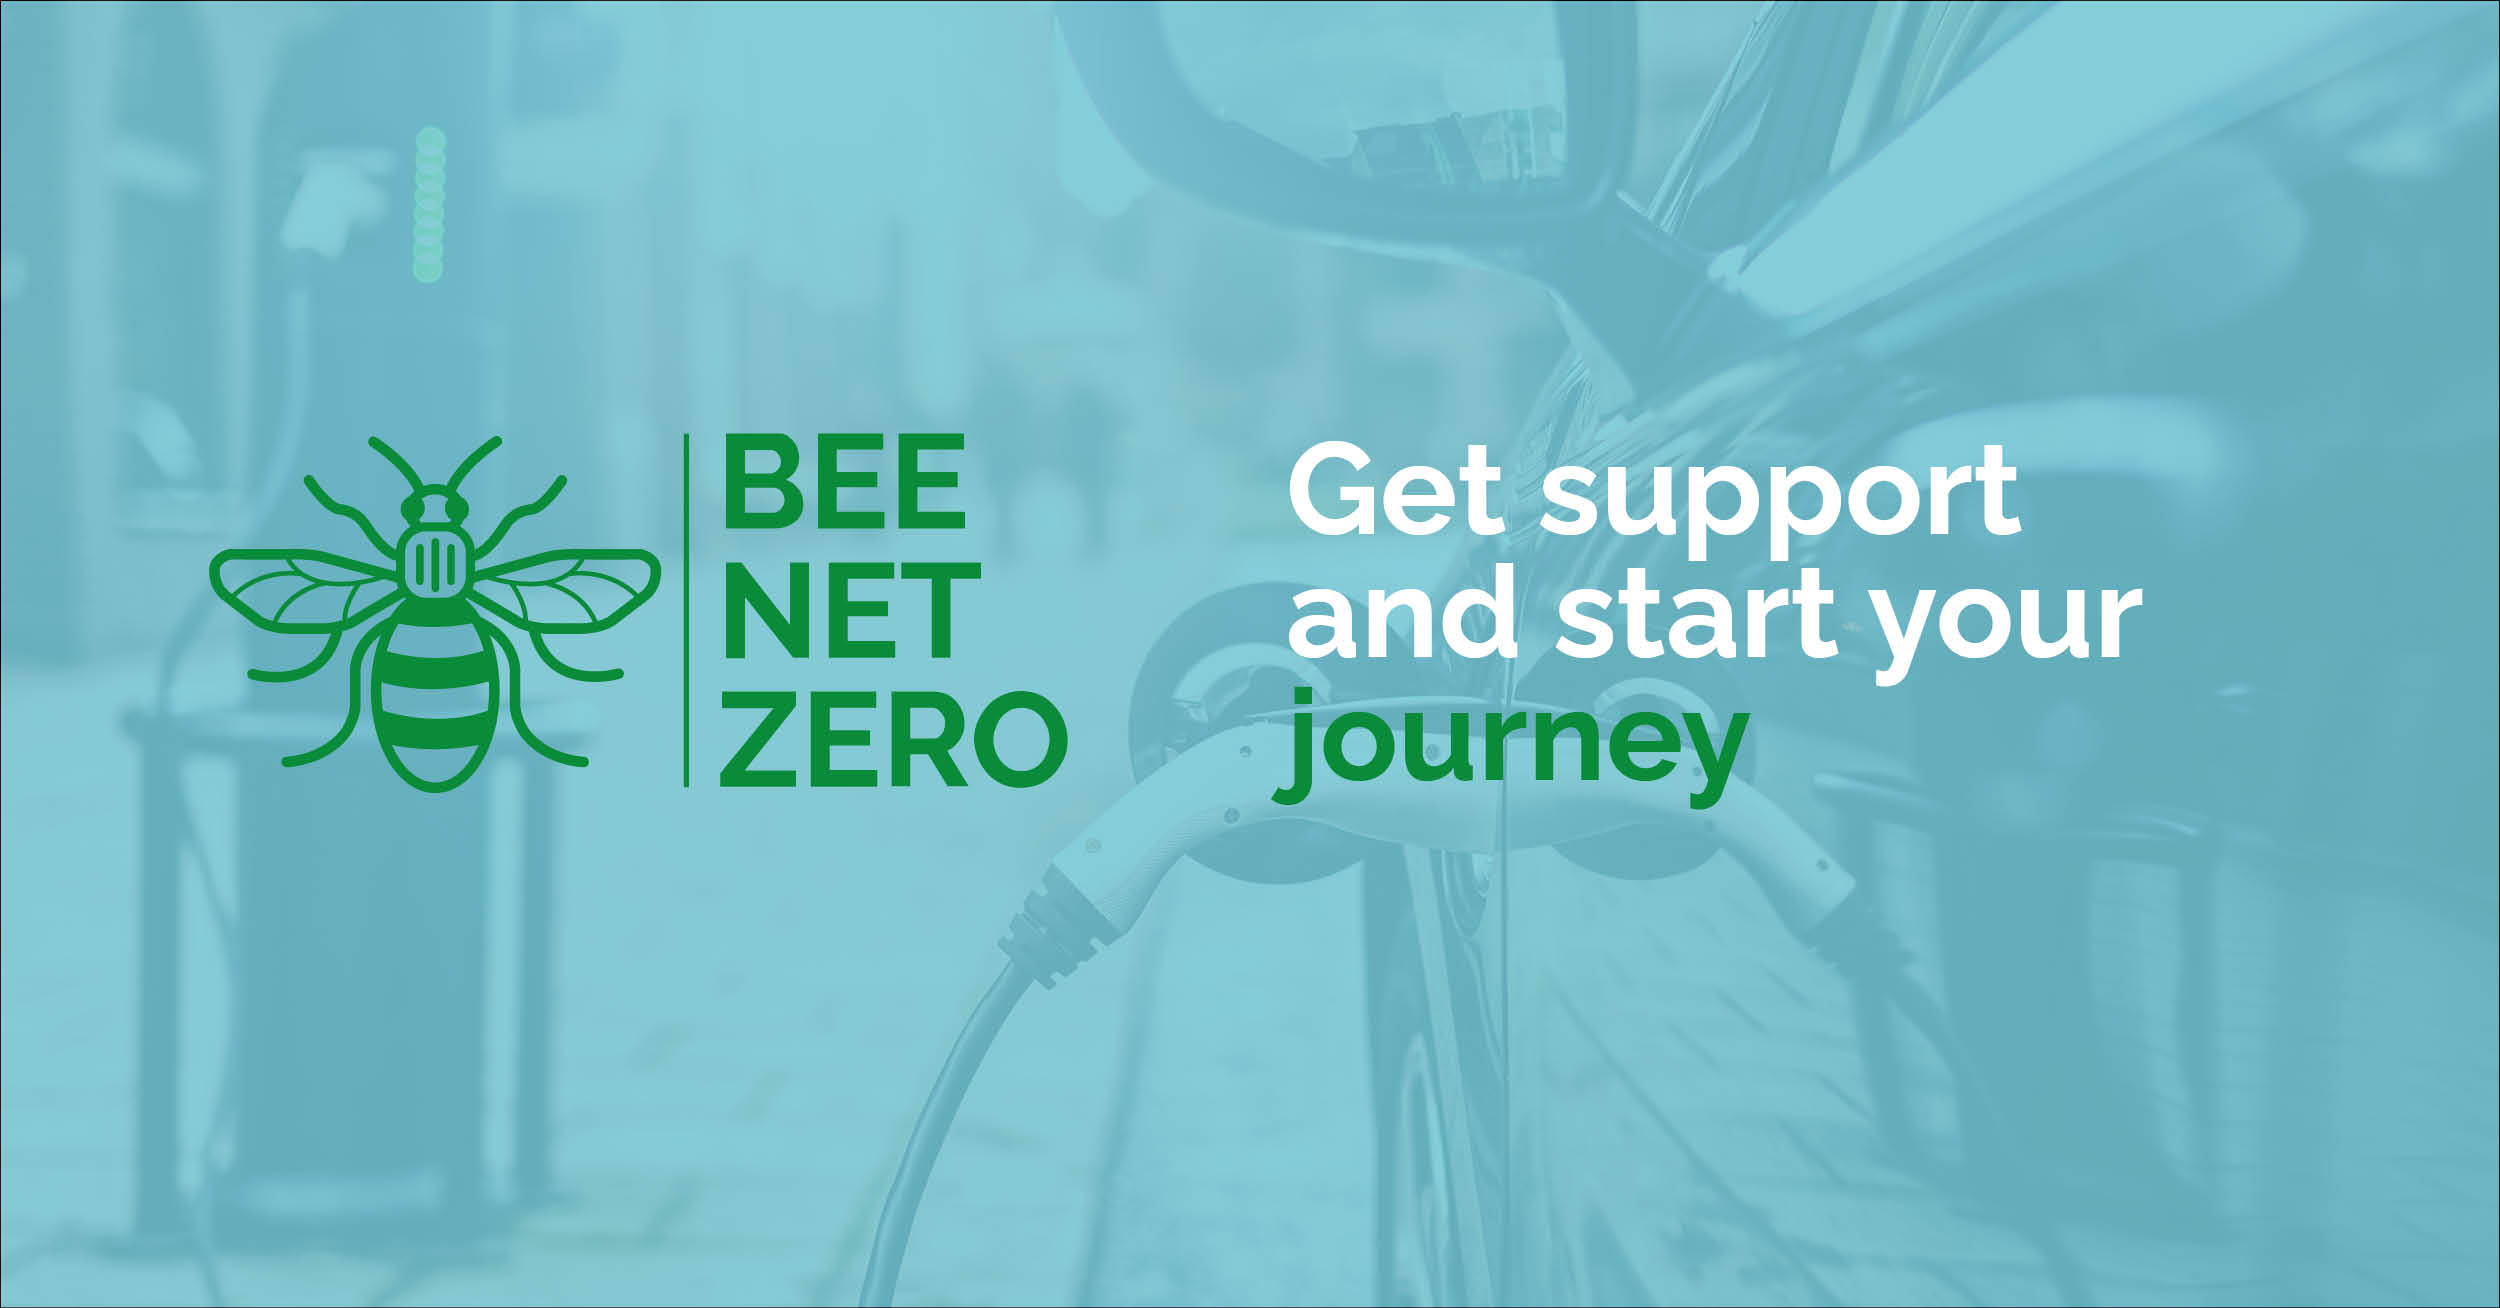 BEE
NET
ZERO
Get support
and start your
journey